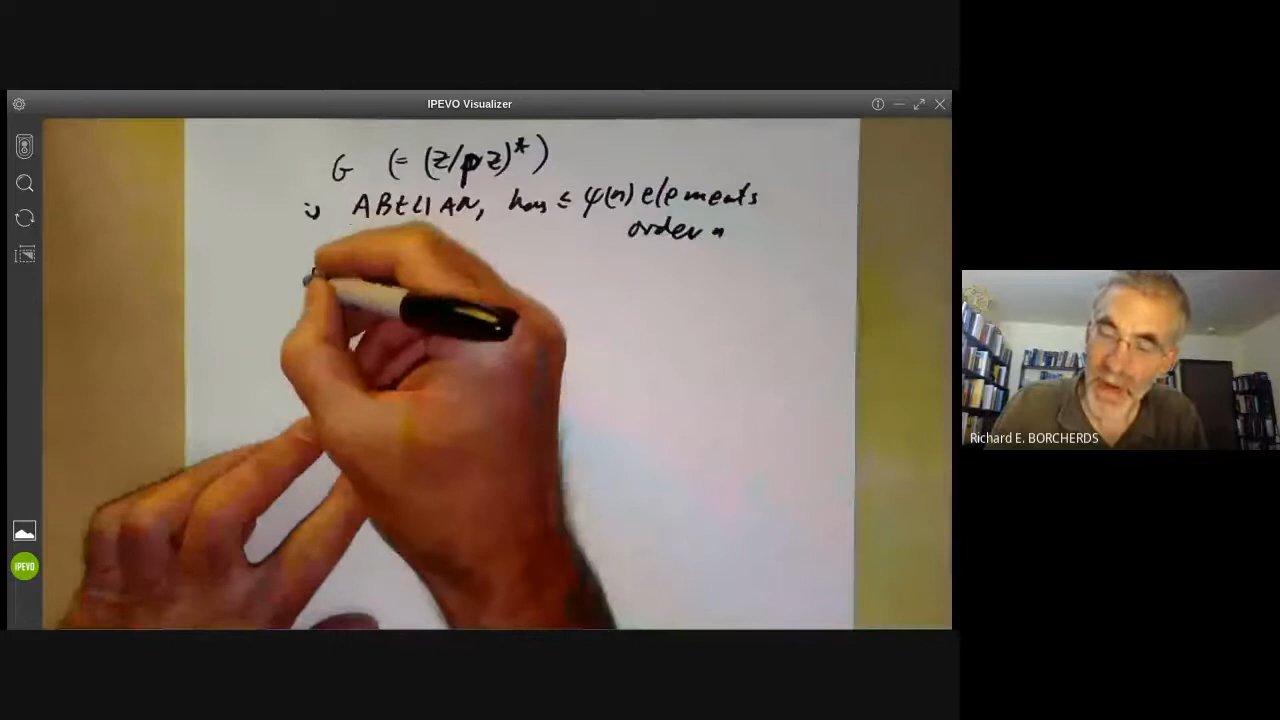 IPEVO Visualizer
G (= (Z/pZ)*)
is ABELIAN, has ≤ φ(n) elements
order n
IPEVO
Richard E. BORCHERDS